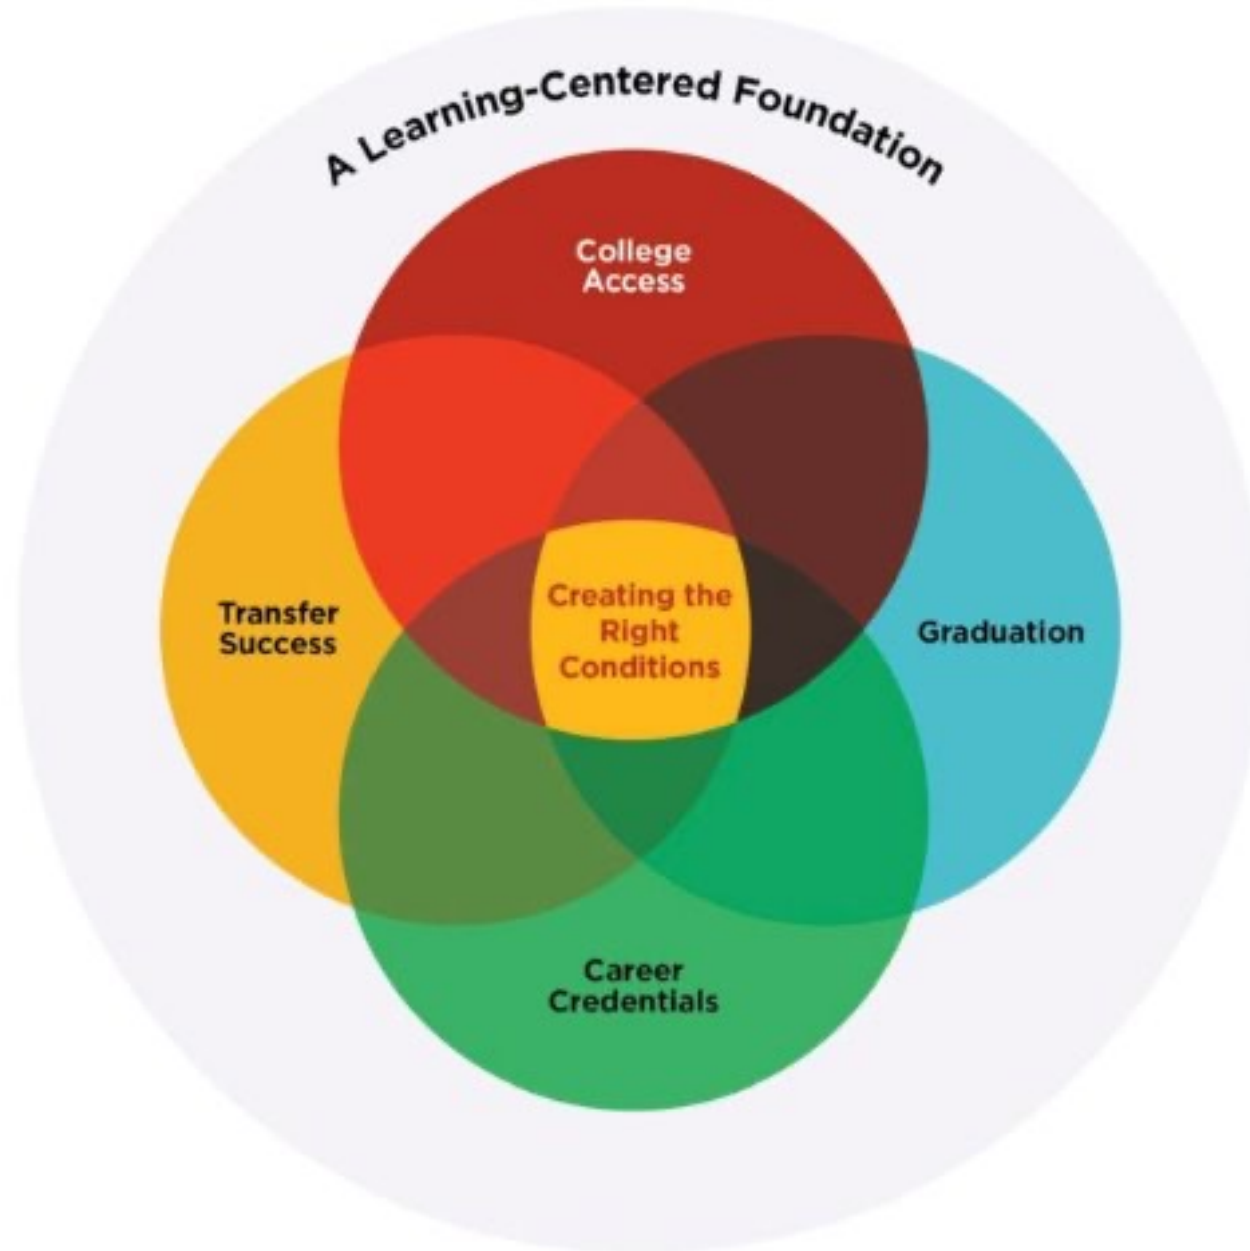 A Learning-Centered Foundation
College
Access
Transfer
Success
Creating the
Right
Conditions
Graduation
Career
Credentials